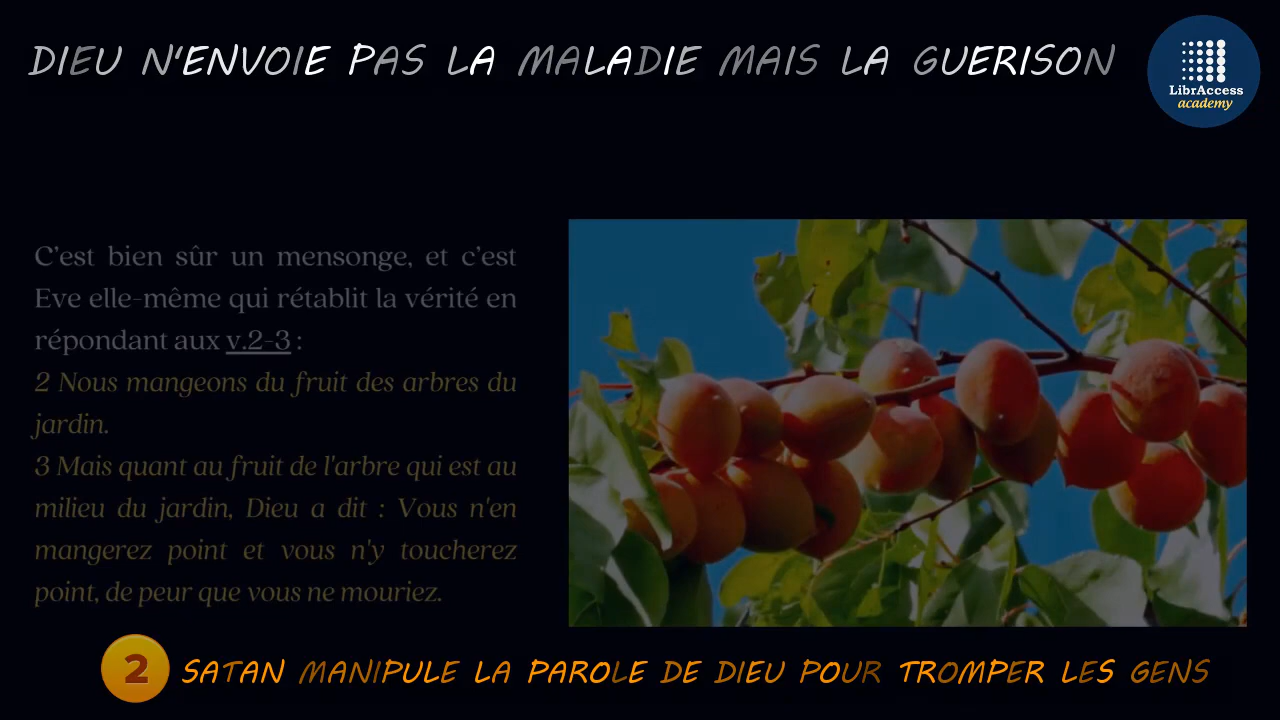 DIEU N'ENVOIE PAS LA MALADIE MAIS LA GUERISON
LibrAccess
academy
C'est bien sûr un mensonge, et c'est
Eve elle-même qui rétablit la vérité en
répondant aux v.2-3 :
2 Nous mangeons du fruit des arbres du
jardin.
3 Mais quant au fruit de l'arbre qui est au
milieu du jardin, Dieu a dit : Vous n'en
mangerez point et vous n'y toucherez
point, de peur que vous ne mouriez.
2 SATAN MANIPULE LA PAROLE DE DIEU POUR TROMPER LES GENS